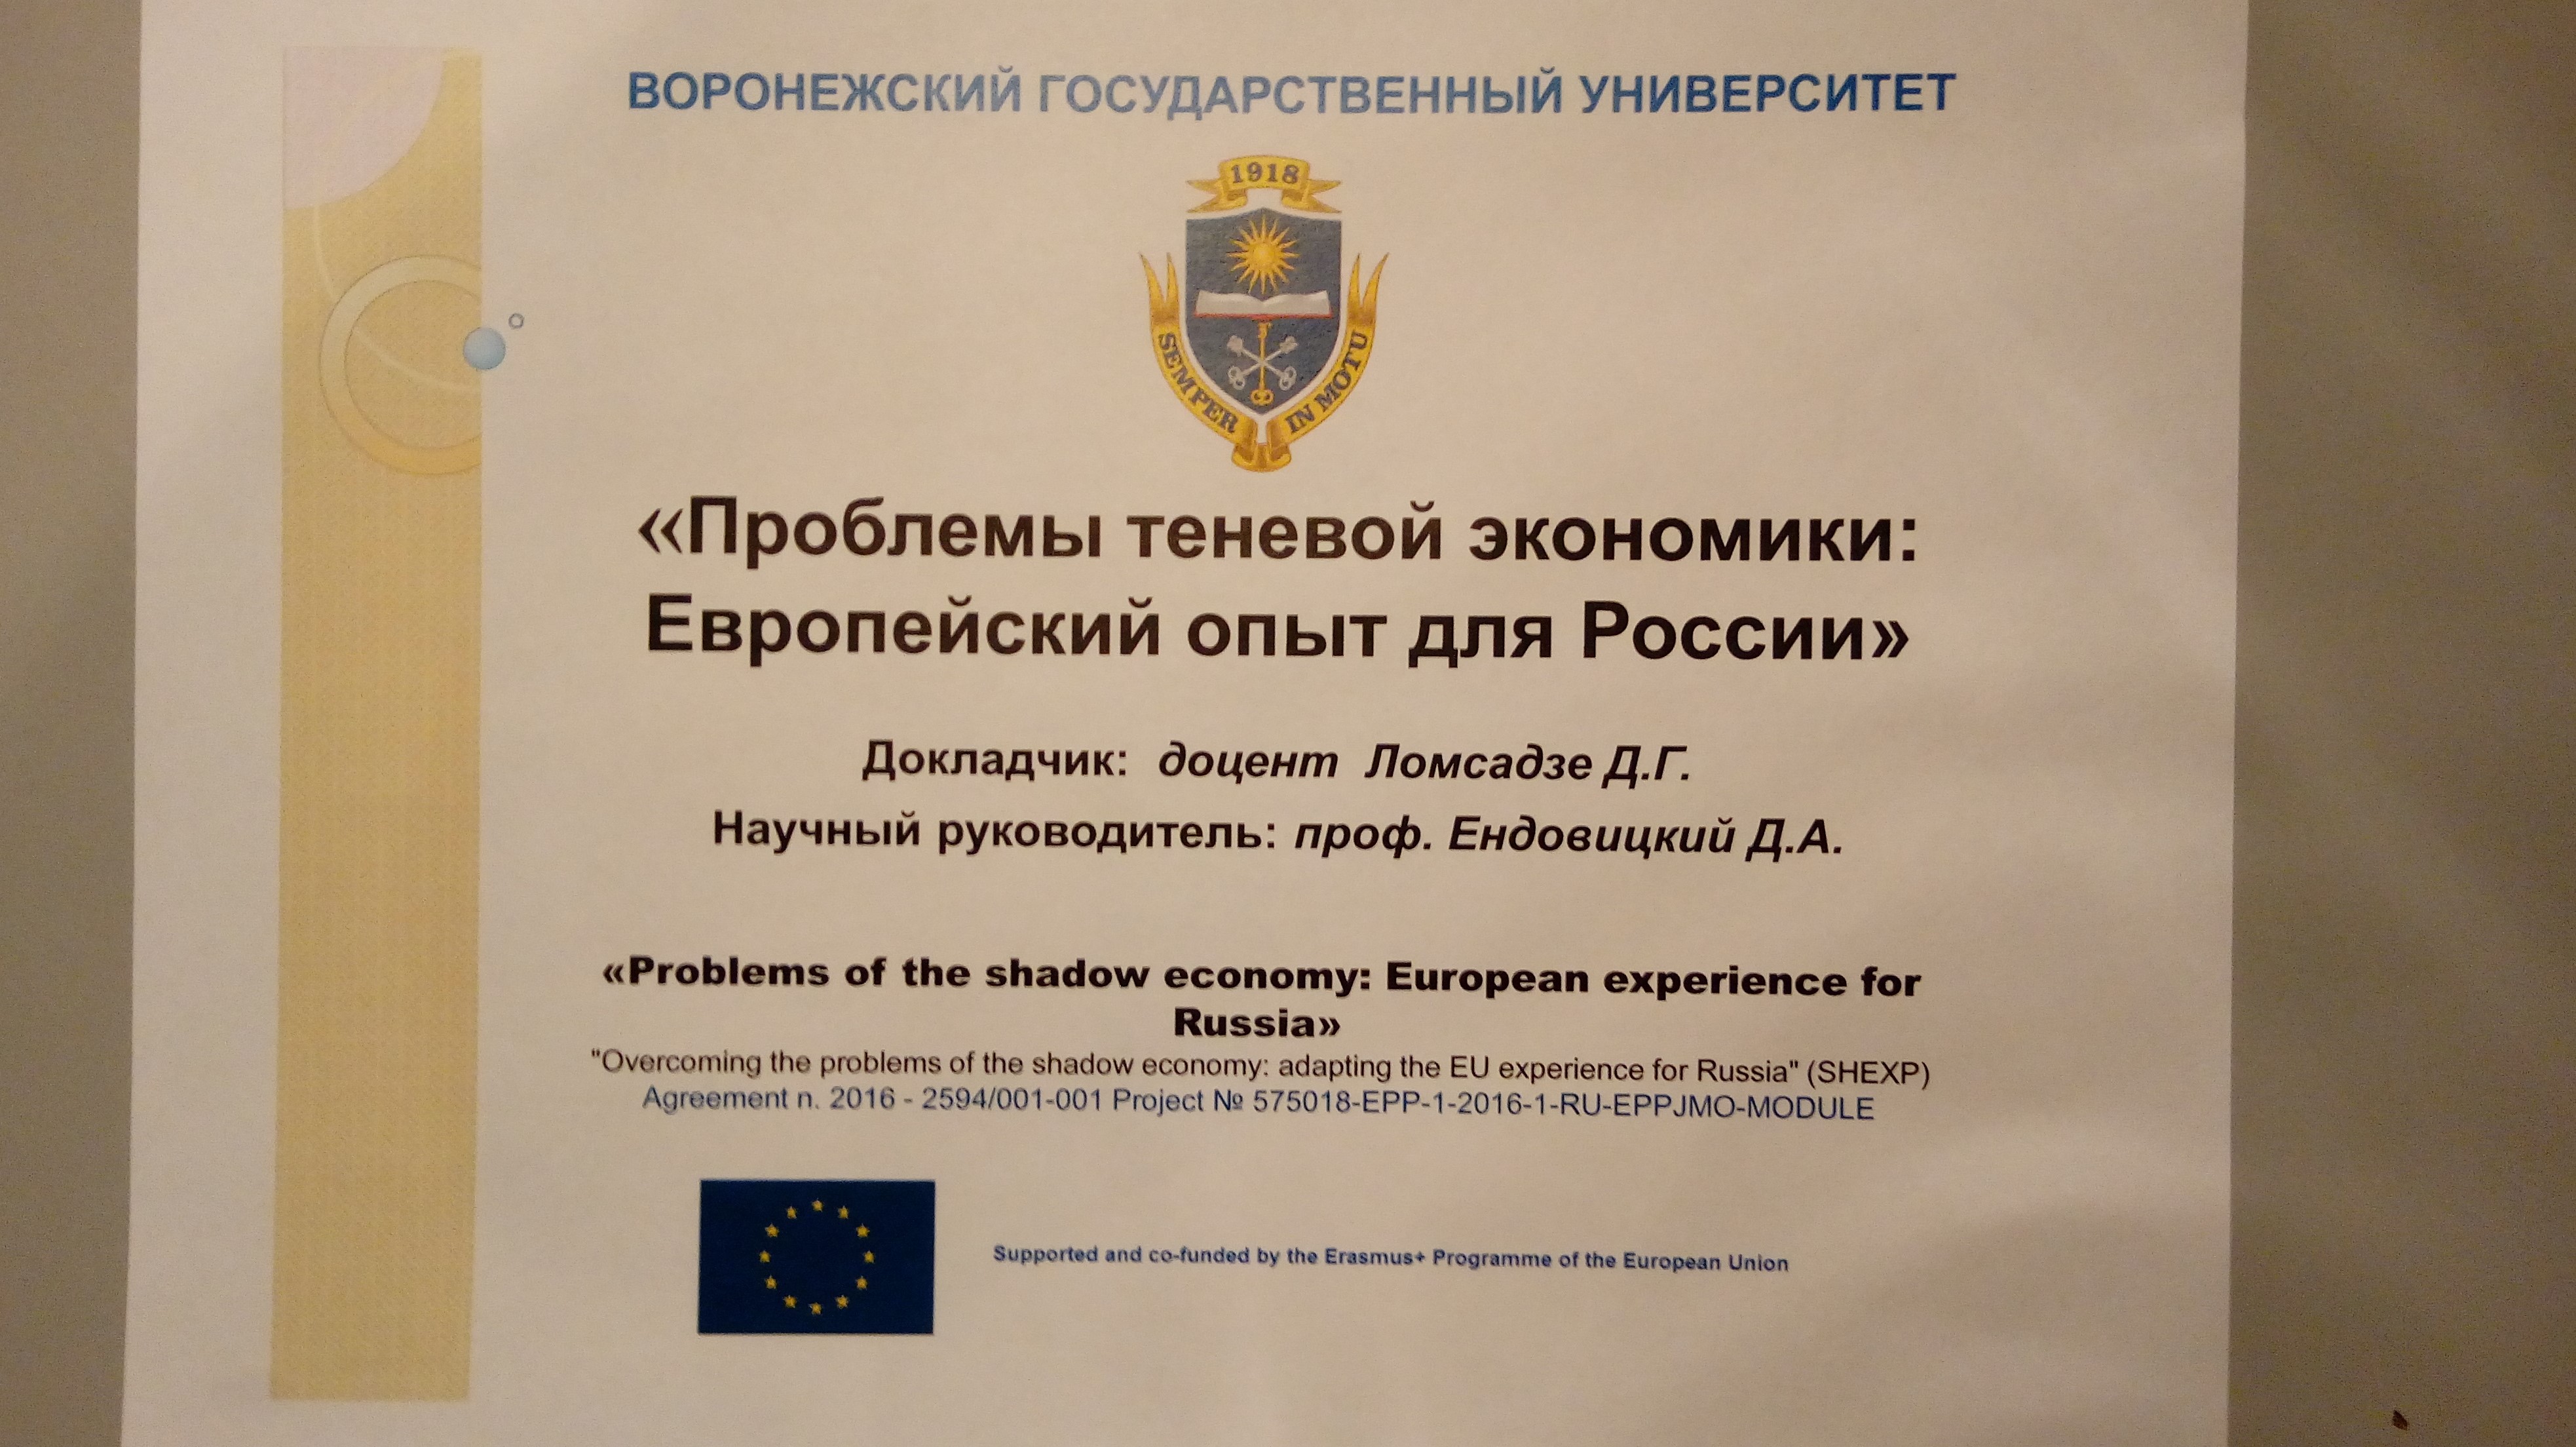 ВОРОНЕЖСКИЙ ГОСУДАРСТВЕННЫЙ УНИВЕРСИТЕТ
1918
SEMPER IN MOTU
«Проблемы теневой экономики:
Европейский опыт для России»
Докладчик: доцент Ломсадзе Д.Г.
Научный руководитель: проф. Ендовицкий Д.А.
«Problems of the shadow economy: European experience for
Russia»
"Overcoming the problems of the shadow economy: adapting the EU experience for Russia" (SHEXP)
Agreement n. 2016 - 2594/001-001 Project № 575018-EPP-1-2016-1-RU-EPPJMO-MODULE
Supported and co-funded by the Erasmus+ Programme of the European Union